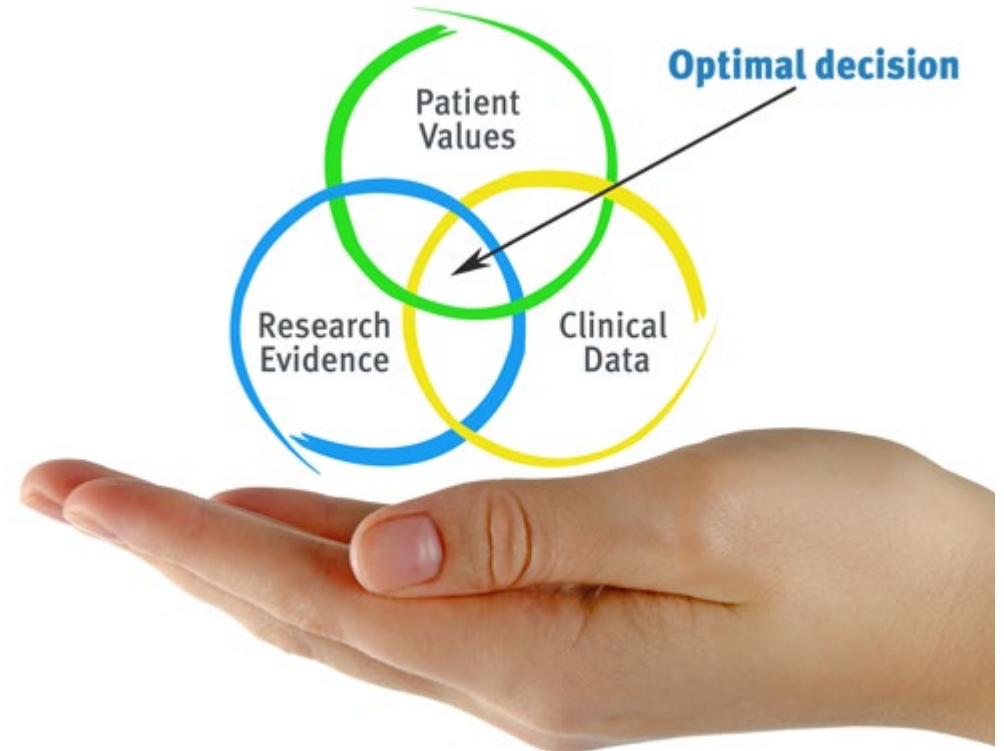 Optimal decision
Patient
Values
Research
Evidence
Clinical
Data